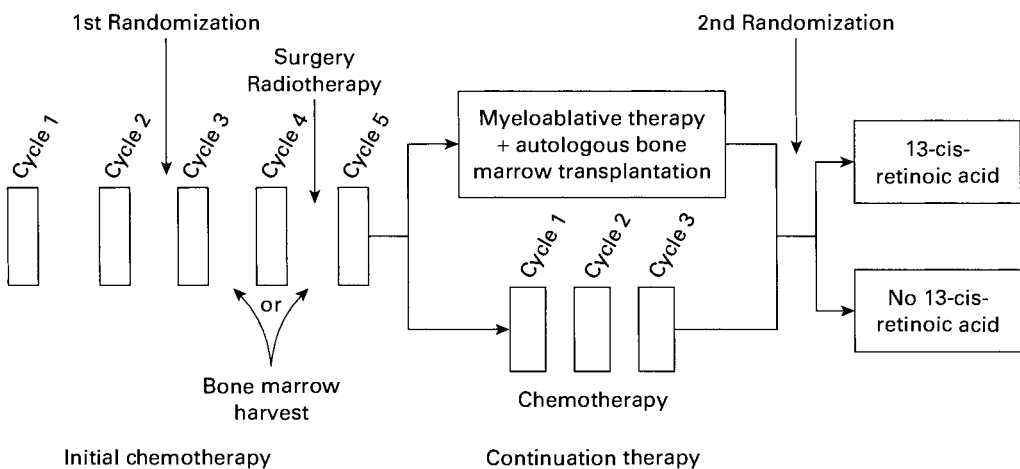 1st Randomization
2nd Randomization
Surgery
Radiotherapy
Cycle 1
Cycle 2
Cycle 3
Cycle 4
Cycle 5
Myeloablative therapy
+ autologous bone
marrow transplantation
13-cis-
retinoic acid
Cycle 1
Cycle 2
Cycle 3
or
No 13-cis-
retinoic acid
Bone marrow
harvest
Chemotherapy
Initial chemotherapy
Continuation therapy